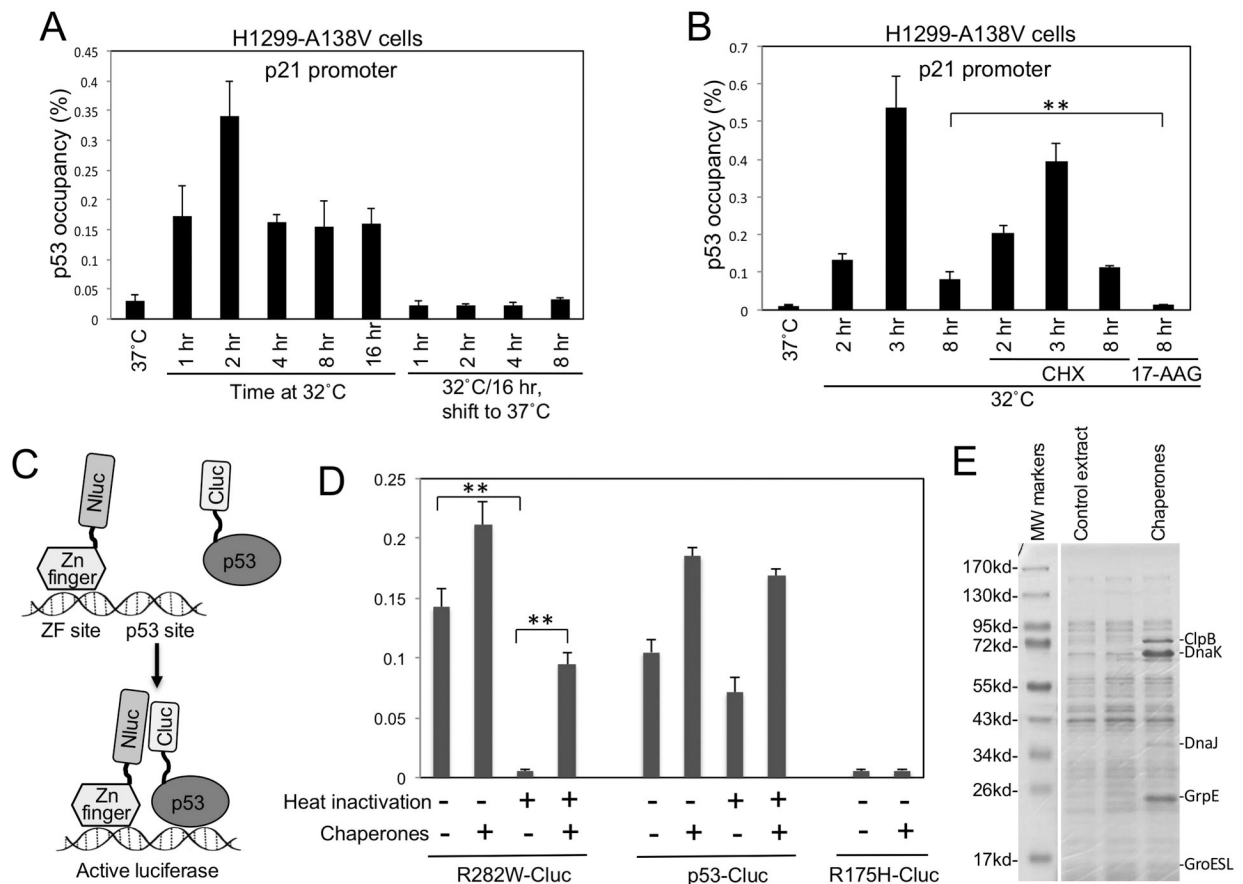 A
H1299-A138V cells
p21 promoter
p53 occupancy (%)
0.45
0.4
0.35
0.3
0.25
0.2
0.15
0.1
0.05
0
37˚C
1 hr
2 hr
4 hr
8 hr
16 hr
1 hr
2 hr
4 hr
8 hr
Time at 32˚C
32˚C/16 hr,
shift to 37˚C
B
H1299-A138V cells
p21 promoter
p53 occupancy (%)
0.7
0.6
0.5
0.4
0.3
0.2
0.1
0
**
37˚C
2 hr
3 hr
8 hr
2 hr
3 hr
8 hr
8 hr
CHX
17-AAG
32˚C
C
Nluc
Cluc
Zn
finger
p53
ZF site
p53 site
Nluc
Cluc
Zn
finger
p53
Active luciferase
D
0.25
0.2
0.15
0.1
0.05
0
**
**
Heat inactivation - - + + - - + + - -
Chaperones - + - + - + - + - +
R282W-Cluc
p53-Cluc
R175H-Cluc
E
MW markers
Control extract
Chaperones
170kd-
130kd-
95kd-
72kd-
55kd-
43kd-
34kd-
26kd-
17kd-
-ClpB
-DnaK
-DnaJ
-GrpE
-GroESL